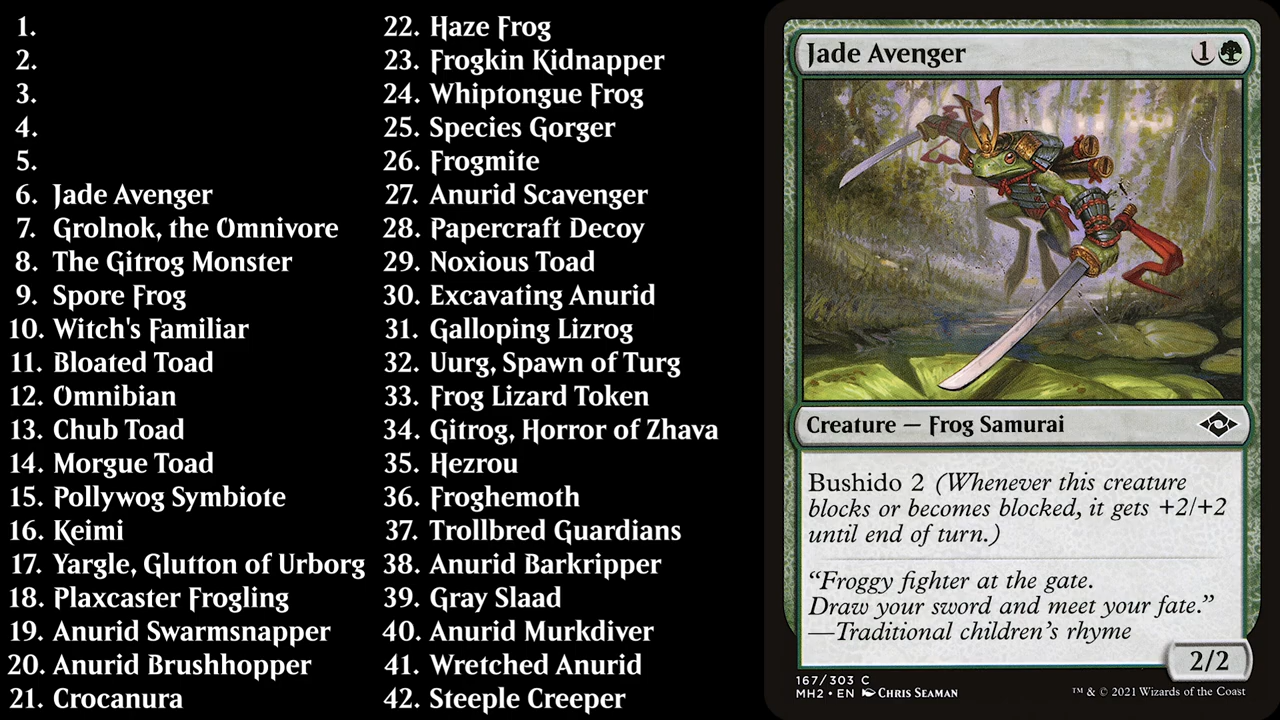 1.
2.
3.
4.
5.
6. Jade Avenger
7. Grolnok, the Omnivore
8. The Gitrog Monster
9. Spore Frog
10. Witch's Familiar
11. Bloated Toad
12. Omnibian
13. Chub Toad
14. Morgue Toad
15. Pollywog Symbiote
16. Keimi
17. Yargle, Glutton of Urborg
18. Plaxcaster Frogling
19. Anurid Swarmsnapper
20. Anurid Brushhopper
21. Crocanura
22. Haze Frog
23. Frogkin Kidnapper
24. Whiptongue Frog
25. Species Gorger
26. Frogmite
27. Anurid Scavenger
28. Papercraft Decoy
29. Noxious Toad
30. Excavating Anurid
31. Galloping Lizrog
32. Uurg, Spawn of Turg
33. Frog Lizard Token
34. Gitrog, Horror of Zhava
35. Hezrou
36. Froghemoth
37. Trollbred Guardians
38. Anurid Barkripper
39. Gray Slaad
40. Anurid Murkdiver
41. Wretched Anurid
42. Steeple Creeper
Jade Avenger 1
Creature — Frog Samurai
Bushido 2 (Whenever this creature
blocks or becomes blocked, it gets +2/+2
until end of turn.)
“Froggy fighter at the gate.
Draw your sword and meet your fate.”
—Traditional children's rhyme
2/2
167/303 C
MH2 • EN Chris Seaman
™ & © 2021 Wizards of the Coast